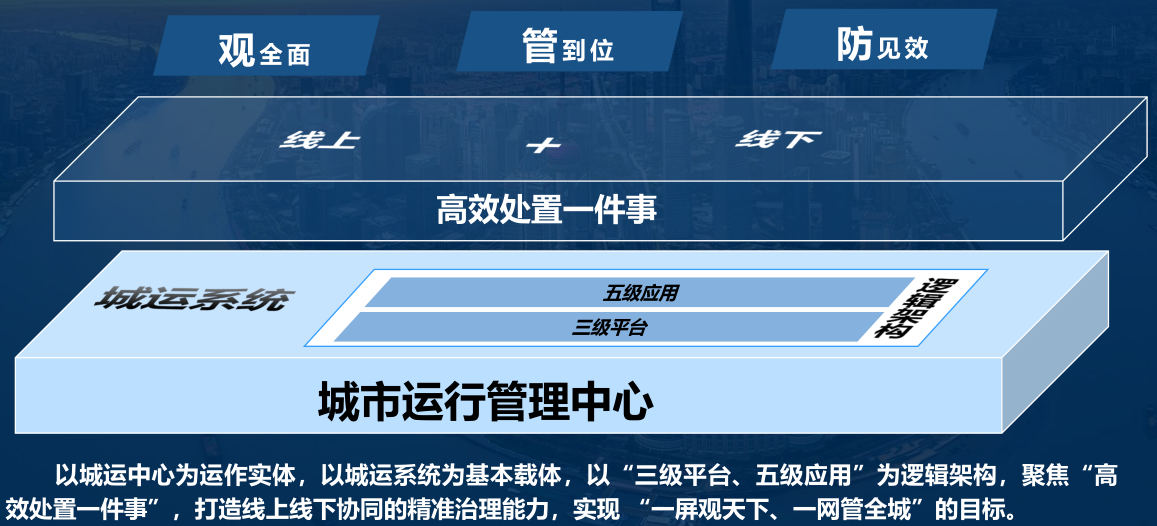 观全面
管到位
防见效
线上 + 线下
高效处置一件事
城运系统
五级应用
三级平台
逻辑架构
城市运行管理中心
以城运中心为运作实体，以城运系统为基本载体，以“三级平台、五级应用”为逻辑架构，聚焦“高
效处置一件事”，打造线上线下协同的精准治理能力，实现 “一屏观天下、一网管全城”的目标。